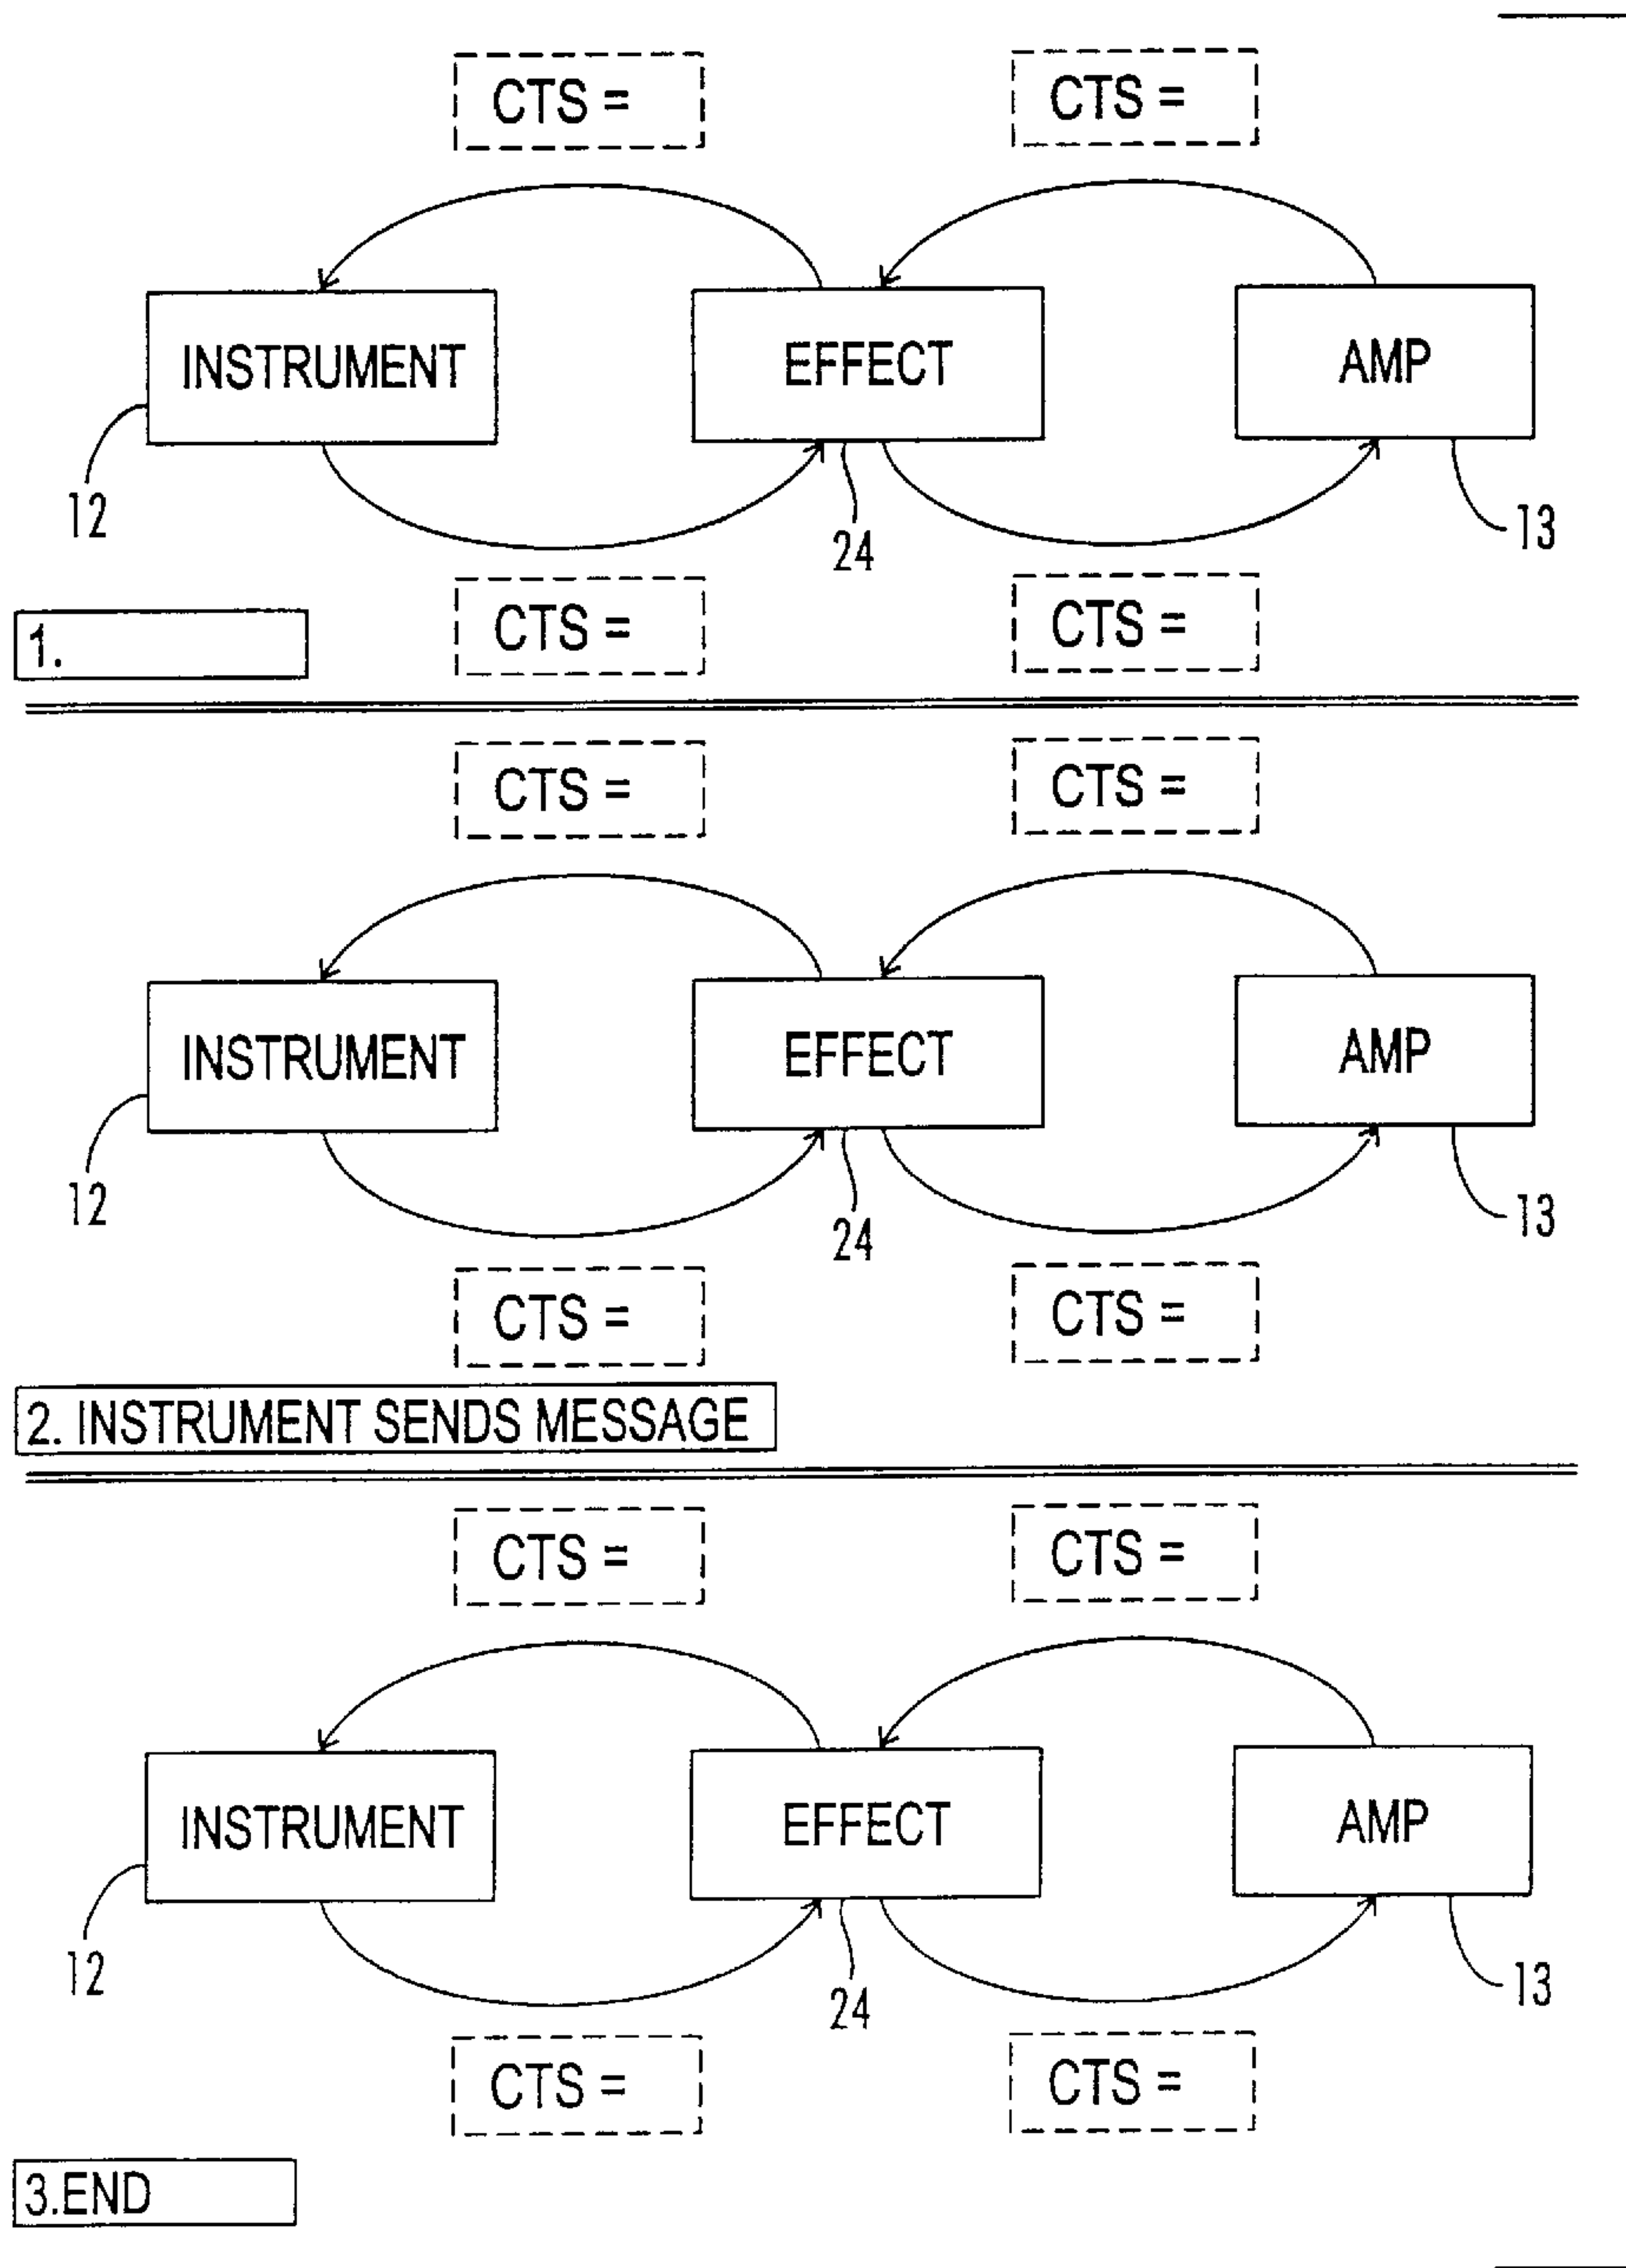 CTS = CTS =
INSTRUMENT EFFECT AMP
12 24 13
CTS = CTS =
1.
CTS = CTS =
INSTRUMENT EFFECT AMP
12 24 13
CTS = CTS =
2. INSTRUMENT SENDS MESSAGE
CTS = CTS =
INSTRUMENT EFFECT AMP
12 24 13
CTS = CTS =
3.END